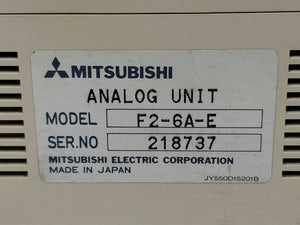 MITSUBISHI
ANALOG UNIT
MODEL F2-6A-E
SER.NO 218737
MITSUBISHI ELECTRIC CORPORATION
MADE IN JAPAN
JY550D15201B